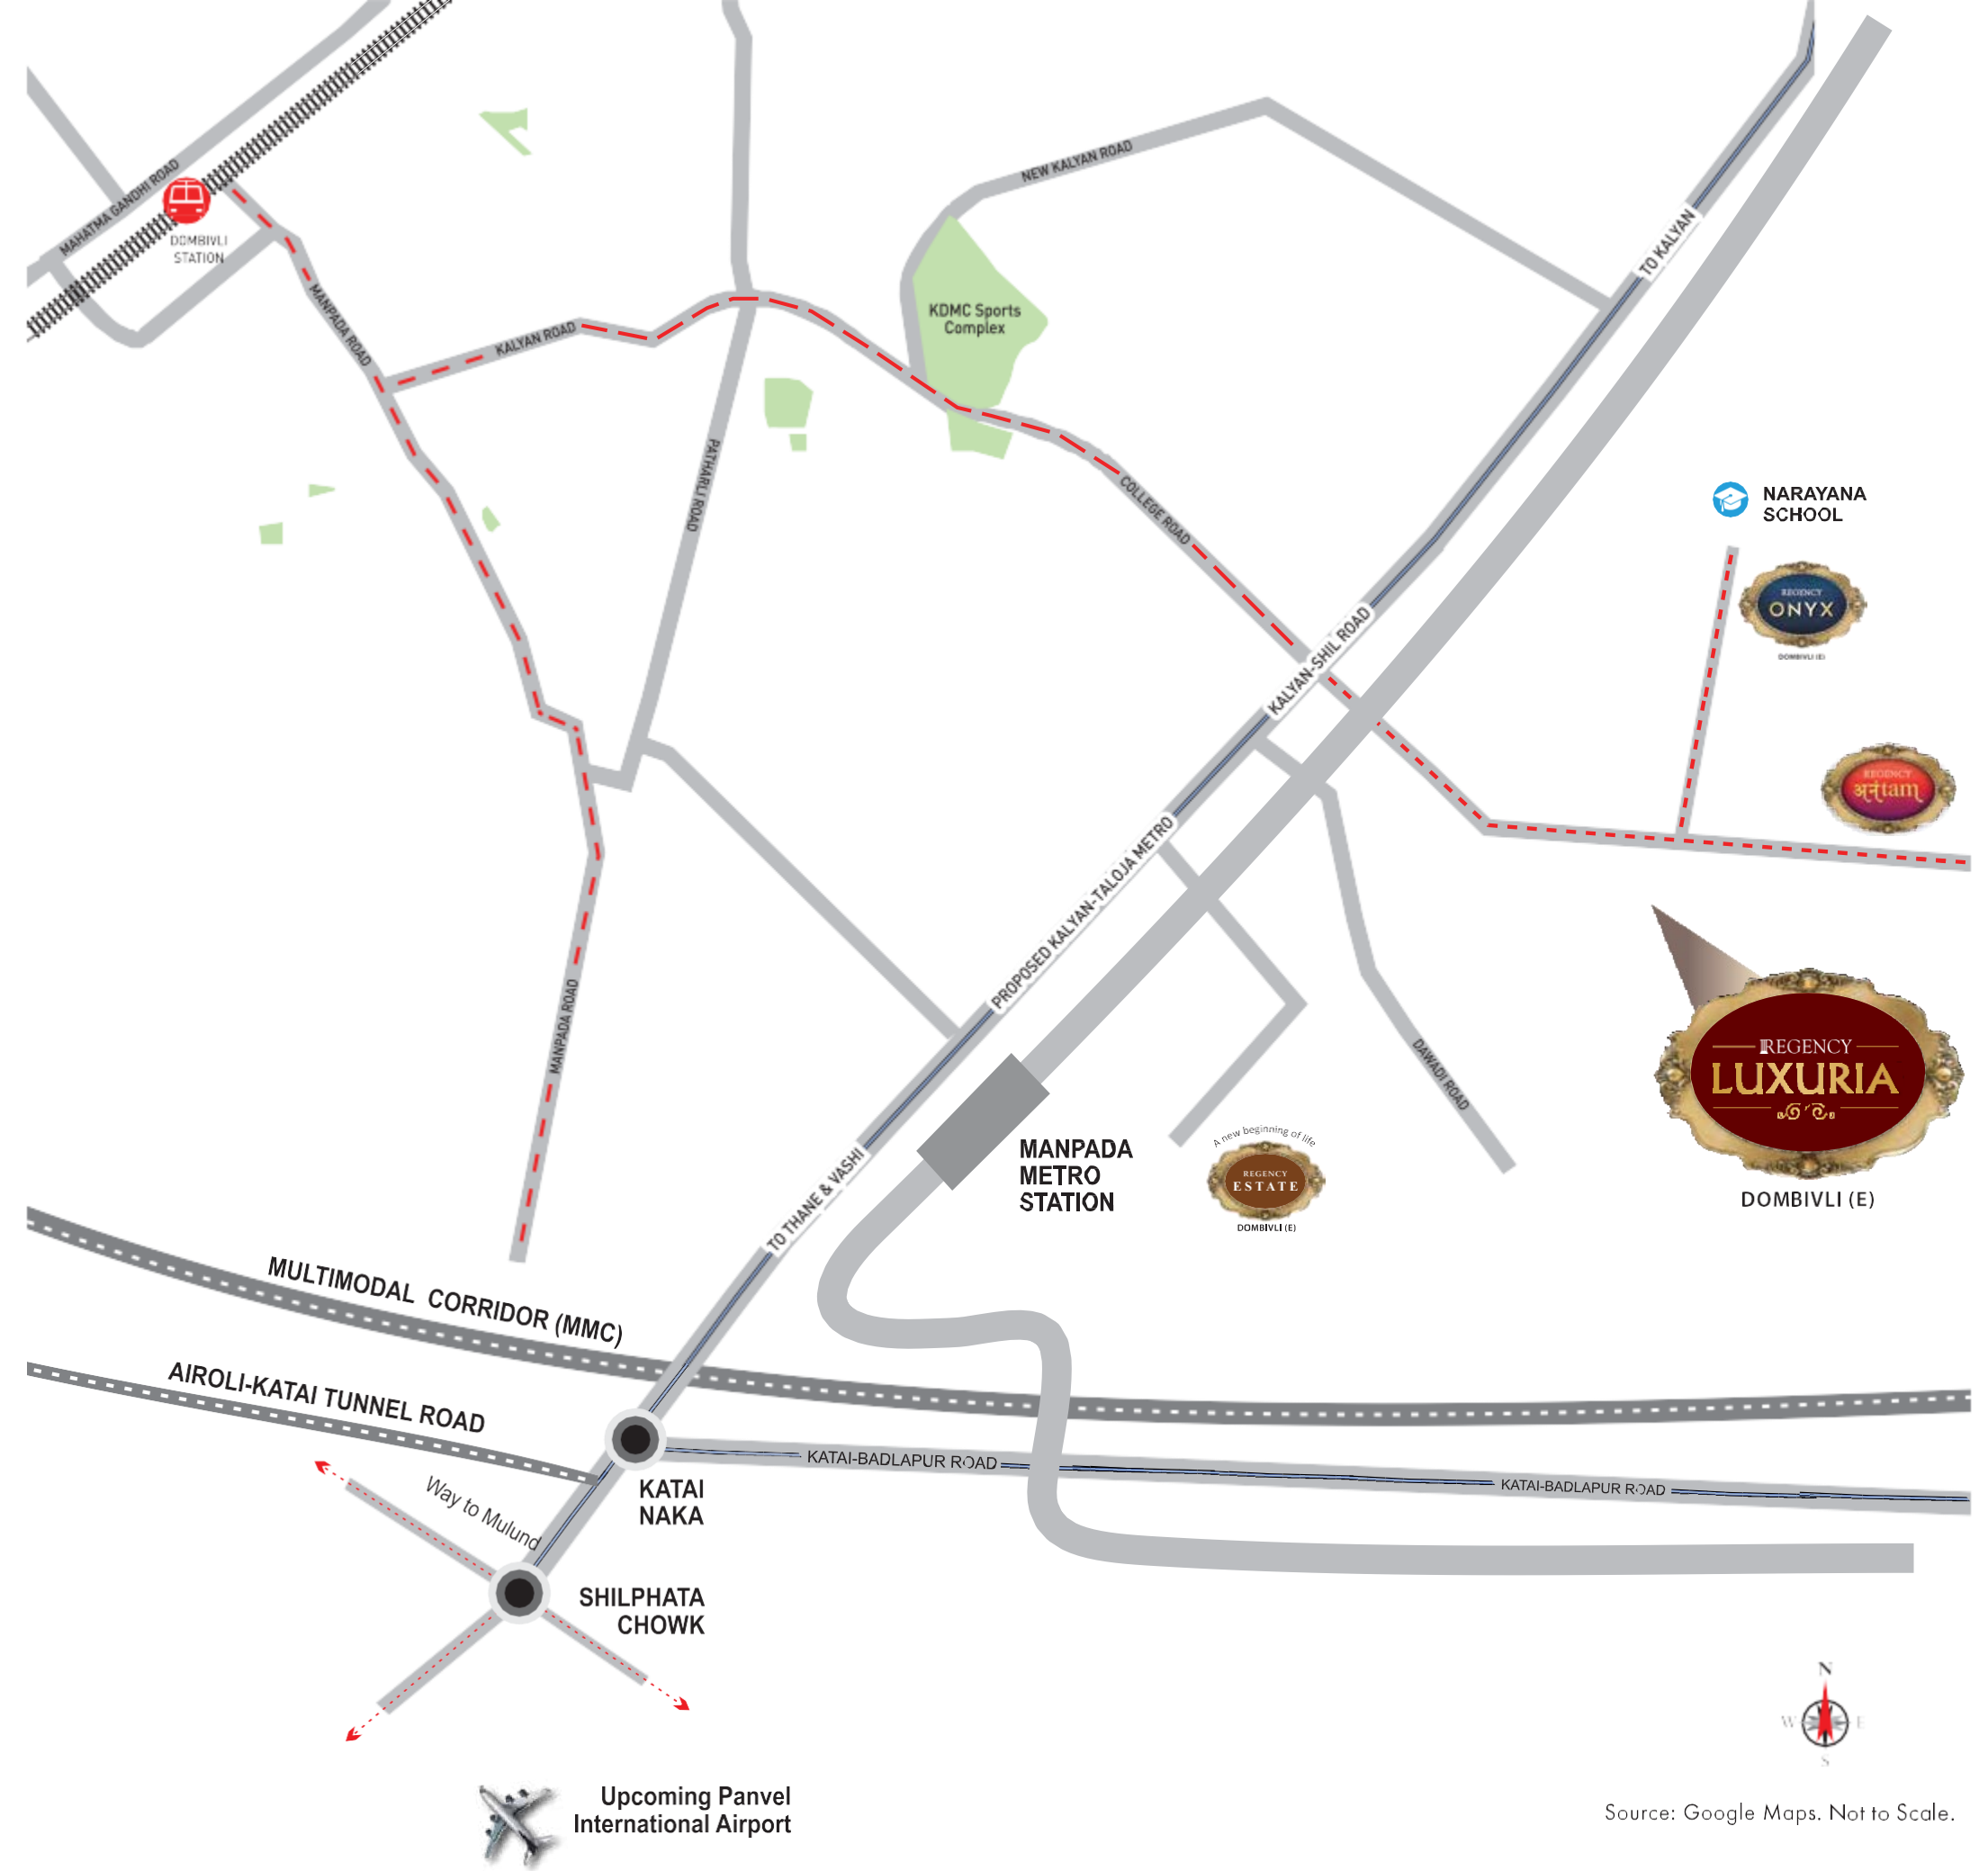 MAHATMA GANDHI ROAD
DOMBIVLI
STATION
MANPADA ROAD
KALYAN ROAD
NEW KALYAN ROAD
KDMC Sports
Complex
TO KALYAN
PATHARLI ROAD
COLLEGE ROAD
NARAYANA
SCHOOL
REGENCY
ONYX
DOMBIVLI (E)
KALYAN-SHIL ROAD
REGENCY
अनंtam
PROPOSED KALYAN-TALOJA METRO
MANPADA ROAD
DAWADI ROAD
REGENCY
LUXURIA
DOMBIVLI (E)
MANPADA
METRO
STATION
A new beginning of life
REGENCY
ESTATE
DOMBIVLI (E)
TO THANE & VASHI
MULTIMODAL CORRIDOR (MMC)
AIROLI-KATAI TUNNEL ROAD
KATAI-BADLAPUR ROAD
KATAI-BADLAPUR ROAD
KATAI
NAKA
Way to Mulund
SHILPHATA
CHOWK
N
W E
S
Upcoming Panvel
International Airport
Source: Google Maps. Not to Scale.